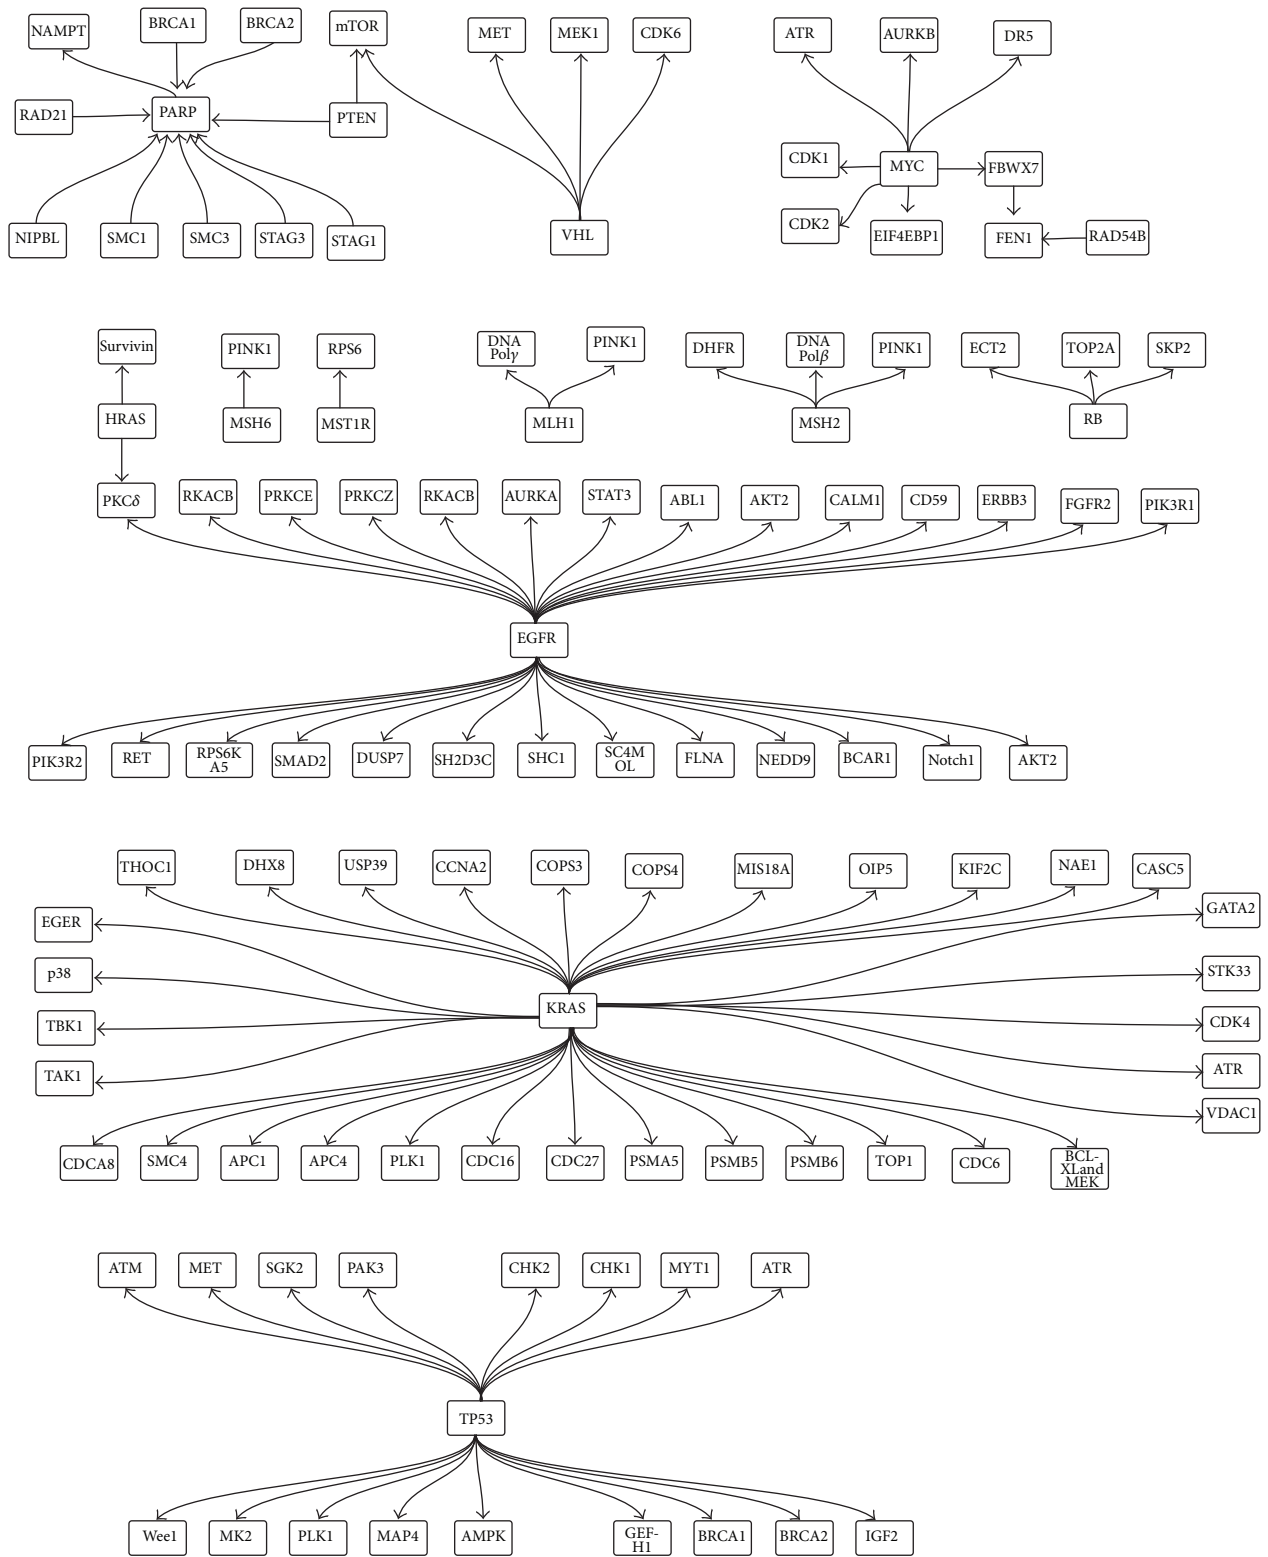 NAMPT
BRCA1
BRCA2
mTOR
MET
MEK1
CDK6
ATR
AURKB
DR5
RAD21
PARP
PTEN
CDK1
MYC
FBWX7
CDK2
EIF4EBP1
FEN1
RAD54B
NIPBL
SMC1
SMC3
STAG3
STAG1
VHL
Survivin
PINK1
RPS6
DNA
Polγ
PINK1
DHFR
DNA
Polβ
PINK1
ECT2
TOP2A
SKP2
HRAS
MSH6
MST1R
MLH1
MSH2
RB
PKCδ
RKACB
PRKCE
PRKCZ
RKACB
AURKA
STAT3
ABL1
AKT2
CALM1
CD59
ERBB3
FGFR2
PIK3R1
EGFR
PIK3R2
RET
RPS6K
A5
SMAD2
DUSP7
SH2D3C
SHC1
SC4M
OL
FLNA
NEDD9
BCAR1
Notch1
AKT2
THOC1
DHX8
USP39
CCNA2
COPS3
COPS4
MIS18A
OIP5
KIF2C
NAE1
CASC5
EGER
GATA2
p38
STK33
KRAS
TBK1
CDK4
TAK1
ATR
VDAC1
CDCA8
SMC4
APC1
APC4
PLK1
CDC16
CDC27
PSMA5
PSMB5
PSMB6
TOP1
CDC6
BCL-
XLand
MEK
ATM
MET
SGK2
PAK3
CHK2
CHK1
MYT1
ATR
TP53
Wee1
MK2
PLK1
MAP4
AMPK
GEF-
H1
BRCA1
BRCA2
IGF2